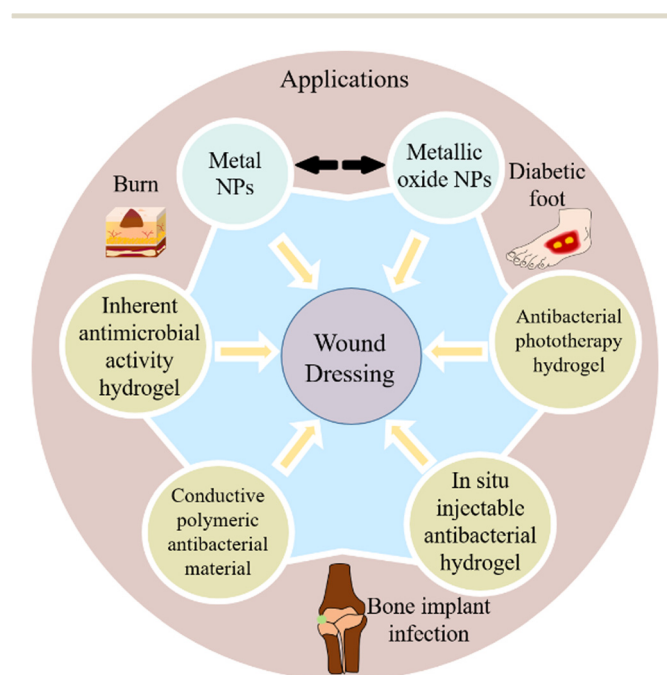 Applications
Metal
NPs
Metallic
oxide NPs
Burn
Diabetic
foot
Inherent
antimicrobial
activity
hydrogel
Wound
Dressing
Antibacterial
phototherapy
hydrogel
Conductive
polymeric
antibacterial
material
In situ
injectable
antibacterial
hydrogel
Bone implant
infection